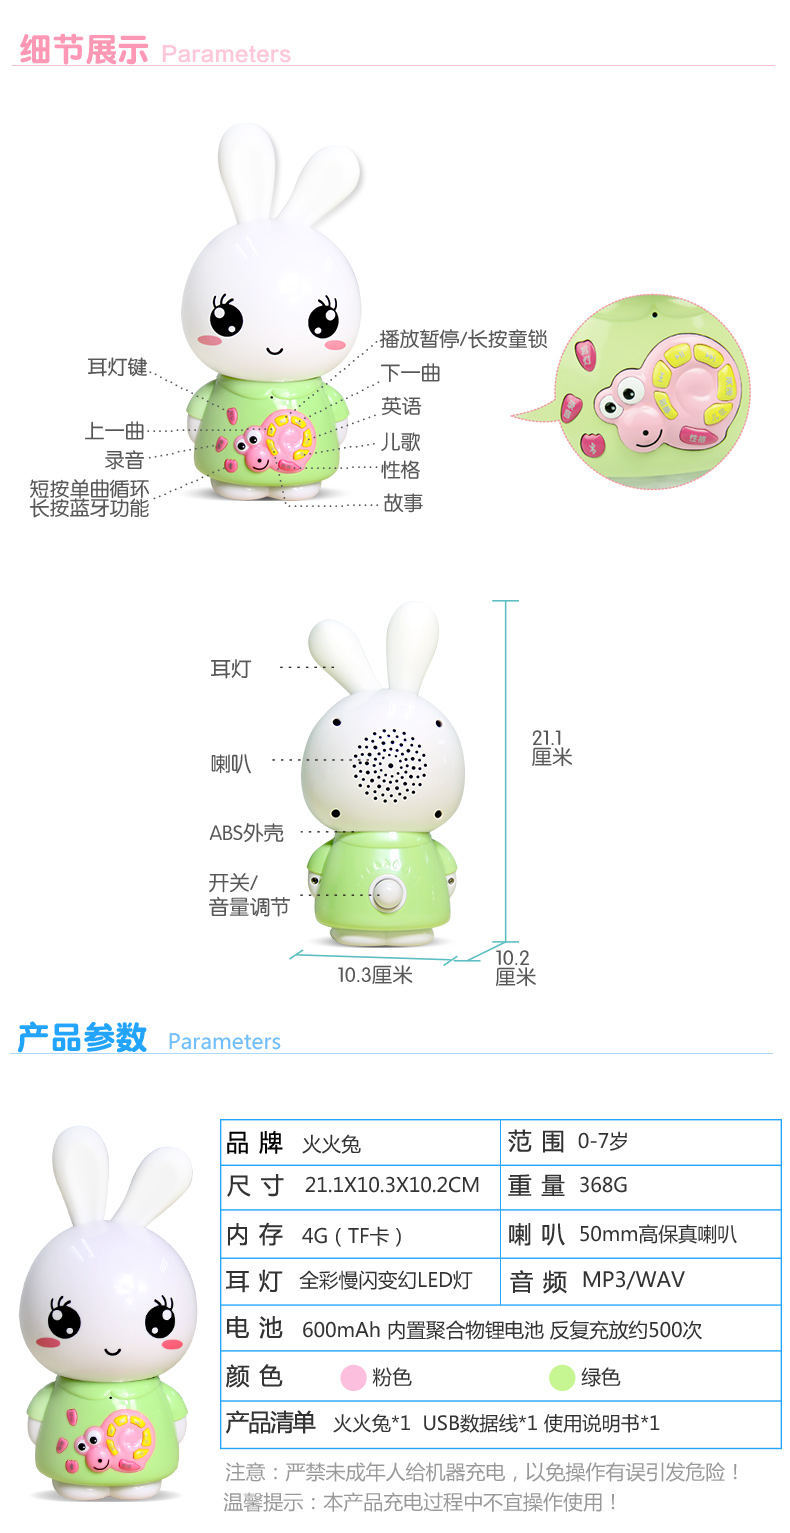 细节展示 Parameters
播放暂停/长按童锁
耳灯键
下一曲
英语
上一曲
儿歌
录音
性格
短按单曲循环
长按蓝牙功能
故事
性格
耳灯
21.1
厘米
喇叭
ABS外壳
开关/
音量调节
10.3厘米
10.2
厘米
产品参数 Parameters
品牌 火火兔 范围 0-7岁
尺寸 21.1X10.3X10.2CM 重量 368G
内存 4G（TF卡） 喇叭 50mm高保真喇叭
耳灯 全彩慢闪变幻LED灯 音频 MP3/WAV
电池 600mAh 内置聚合物锂电池 反复充放约500次
颜色 粉色 绿色
产品清单 火火兔*1 USB数据线*1 使用说明书*1
注意：严禁未成年人给机器充电，以免操作有误引发危险！
温馨提示：本产品充电过程中不宜操作使用！